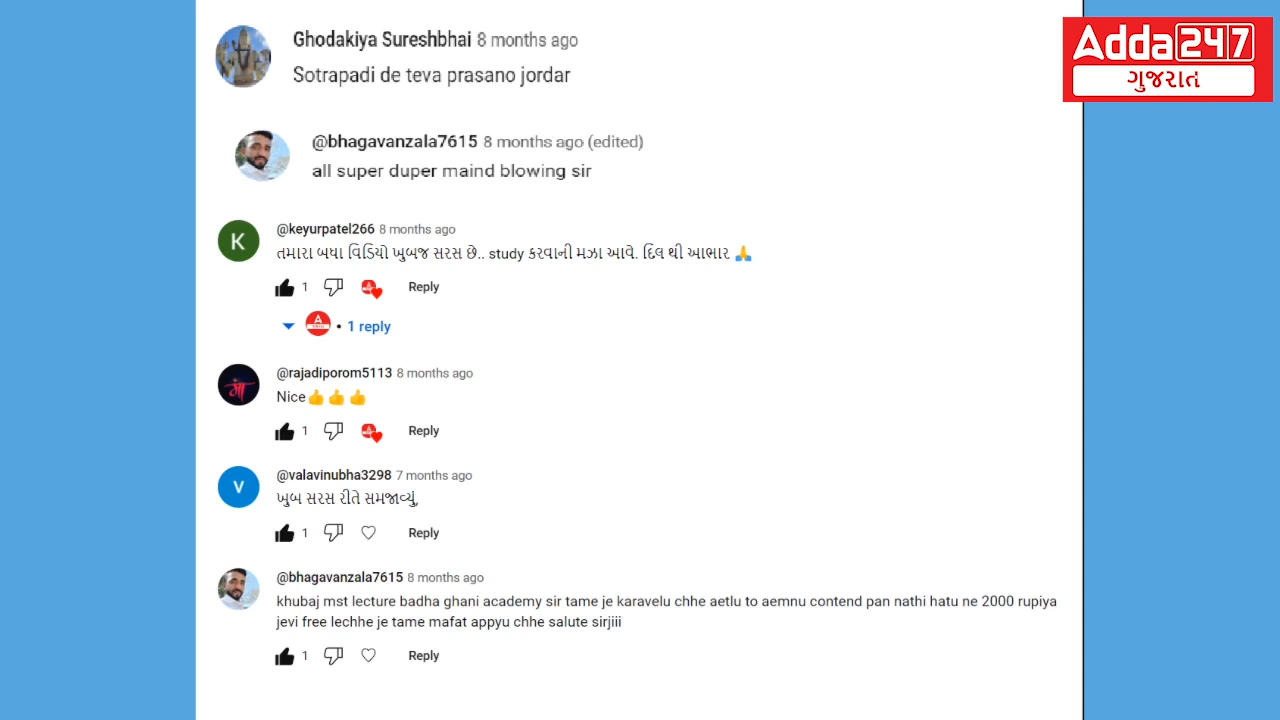 Adda247
ગુજરાત
Ghodakiya Sureshbhai 8 months ago
Sotrapadi de teva prasano jordar
@bhagavanzala7615 8 months ago (edited)
all super duper maind blowing sir
K
@keyurpatel266 8 months ago
તમારા બધા વિડિયો ખુબજ સરસ છે.. study કરવાની મઝા આવે. દિલ થી આભાર 🙏
1 Reply
A • 1 reply
मा
@rajadiporom5113 8 months ago
Nice👍👍👍
1 Reply
V
@valavinubha3298 7 months ago
ખુબ સરસ રીતે સમજાવ્યું,
1 Reply
@bhagavanzala7615 8 months ago
khubaj mst lecture badha ghani academy sir tame je karavelu chhe aetlu to aemnu contend pan nathi hatu ne 2000 rupiya
jevi free lechhe je tame mafat appyu chhe salute sirjiii
1 Reply